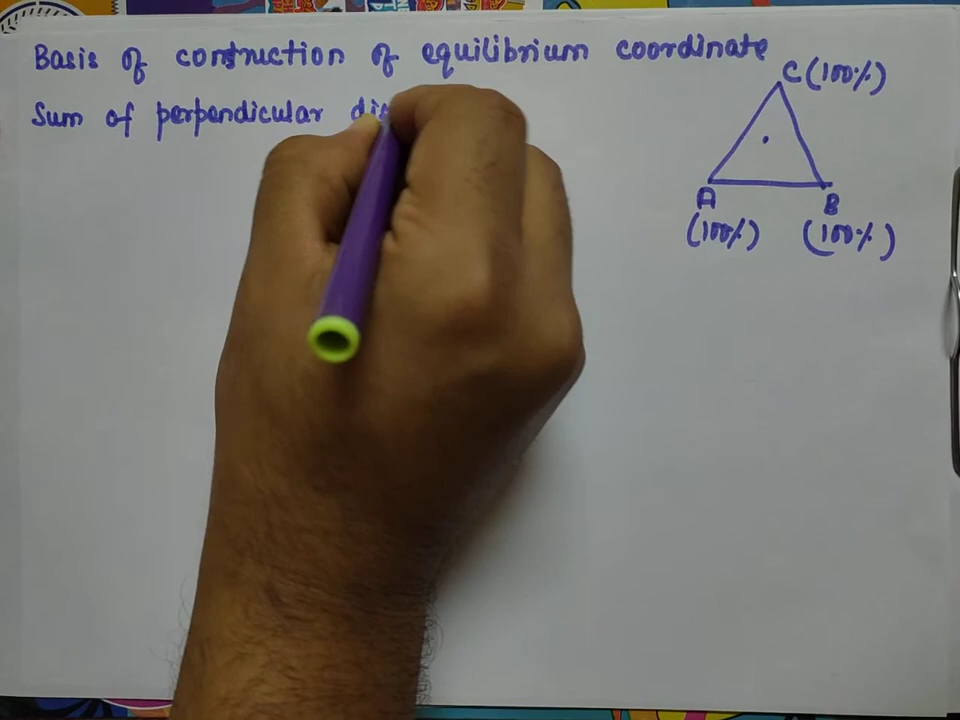 Basis of construction of equilibrium coordinate
Sum of perpendicular
C (100%)
A
(100%)
B
(100%)